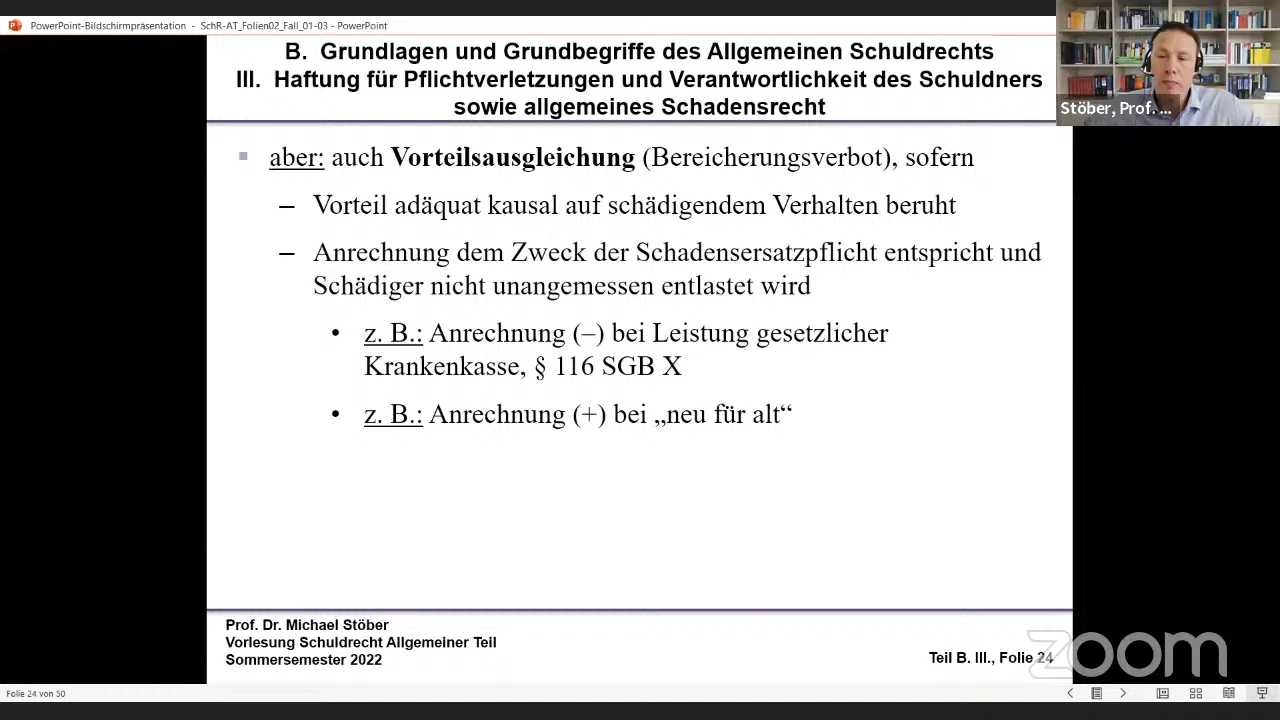 PowerPoint-Bildschirmpräsentation - SchR-AT_Folien02_Fall_01-03 - PowerPoint
B. Grundlagen und Grundbegriffe des Allgemeinen Schuldrechts
III. Haftung für Pflichtverletzungen und Verantwortlichkeit des Schuldners
sowie allgemeines Schadensrecht
Stöber, Prof. ...
aber: auch Vorteilsausgleichung (Bereicherungsverbot), sofern
– Vorteil adäquat kausal auf schädigendem Verhalten beruht
– Anrechnung dem Zweck der Schadensersatzpflicht entspricht und
Schädiger nicht unangemessen entlastet wird
• z. B.: Anrechnung (–) bei Leistung gesetzlicher
Krankenkasse, § 116 SGB X
• z. B.: Anrechnung (+) bei „neu für alt“
Prof. Dr. Michael Stöber
Vorlesung Schuldrecht Allgemeiner Teil
Sommersemester 2022
Teil B. III., Folie 24
zoom
Folie 24 von 50